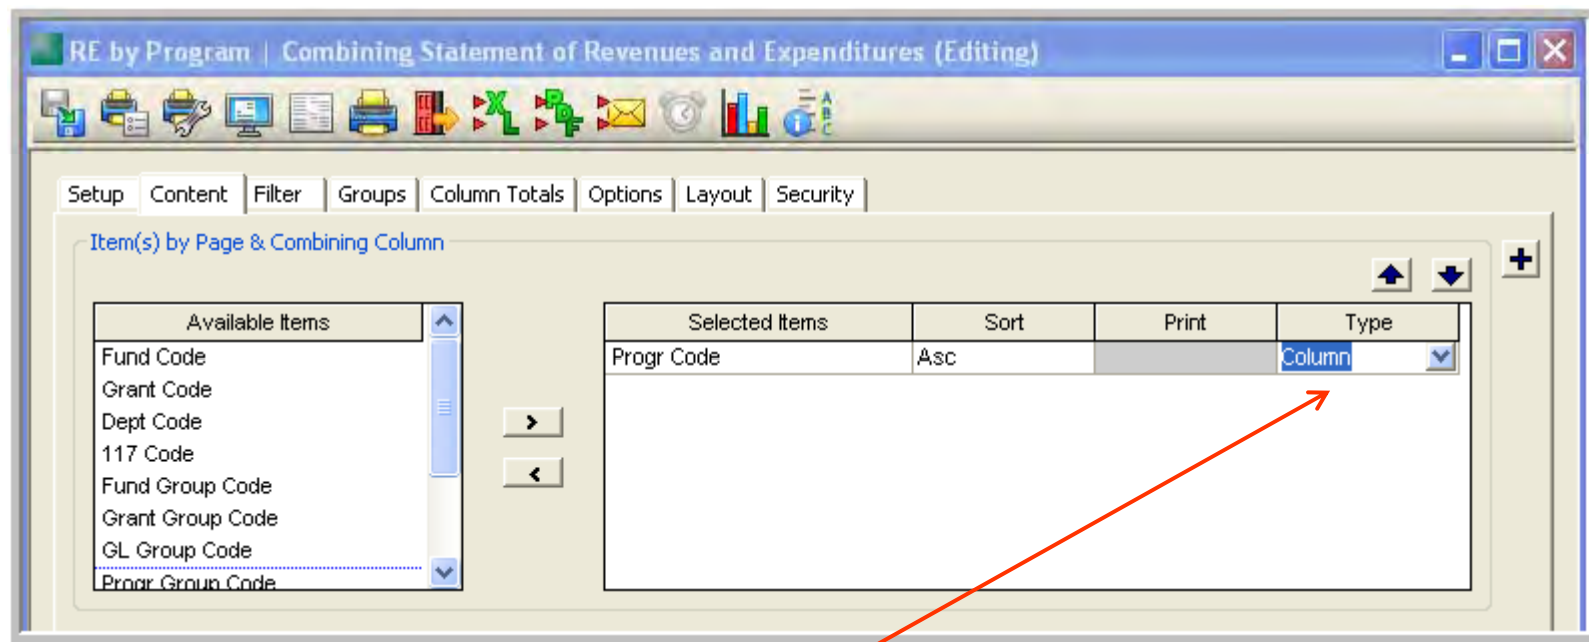 RE by Program | Combining Statement of Revenues and Expenditures (Editing)
Setup Content Filter Groups Column Totals Options Layout Security
Item(s) by Page & Combining Column
Available Items
Fund Code
Grant Code
Dept Code
117 Code
Fund Group Code
Grant Group Code
GL Group Code
Progr Group Code
Selected Items Sort Print Type
Progr Code Asc Column